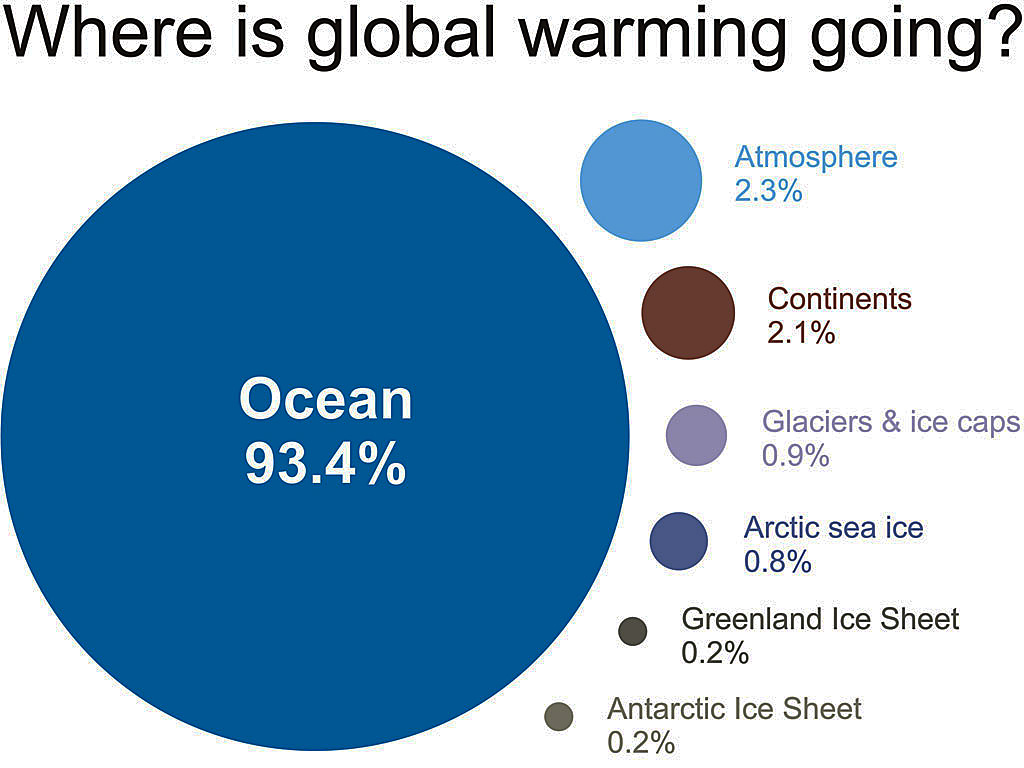 Where is global warming going?
Ocean
93.4%
Atmosphere
2.3%
Continents
2.1%
Glaciers & ice caps
0.9%
Arctic sea ice
0.8%
Greenland Ice Sheet
0.2%
Antarctic Ice Sheet
0.2%